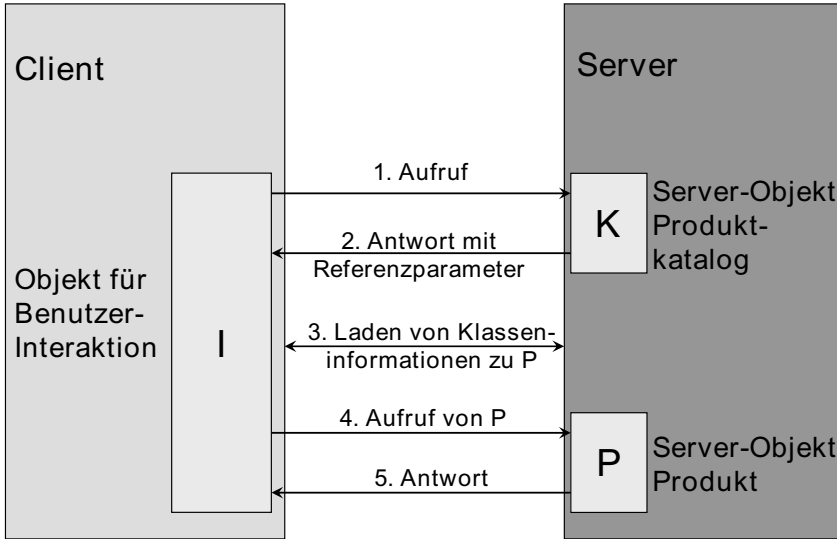 Client
Server
1. Aufruf
K
Server-Objekt
Produkt-
katalog
2. Antwort mit
Referenzparameter
Objekt für
Benutzer-
Interaktion
I
3. Laden von Klassen-
informationen zu P
4. Aufruf von P
P
Server-Objekt
Produkt
5. Antwort